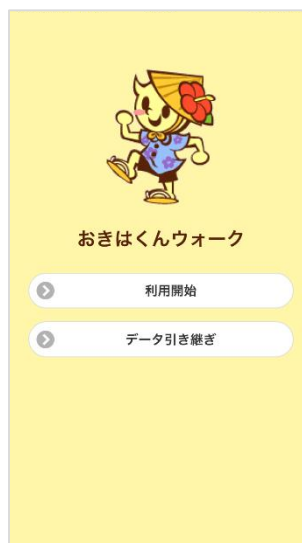 おきはくんウォーク
利用開始
データ引き継ぎ